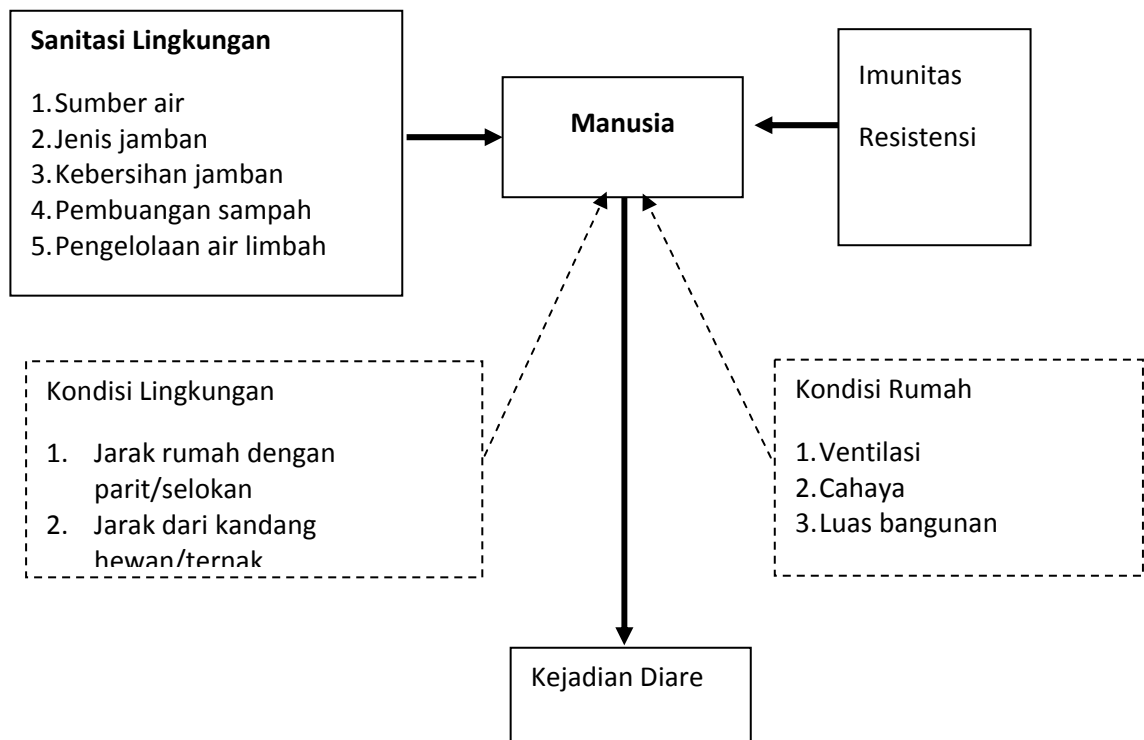 Sanitasi Lingkungan
1.Sumber air
2.Jenis jamban
3.Kebersihan jamban
4.Pembuangan sampah
5.Pengelolaan air limbah
Manusia
Imunitas
Resistensi
Kondisi Lingkungan
1. Jarak rumah dengan
parit/selokan
2. Jarak dari kandang
hewan/ternak
Kondisi Rumah
1.Ventilasi
2.Cahaya
3.Luas bangunan
Kejadian Diare